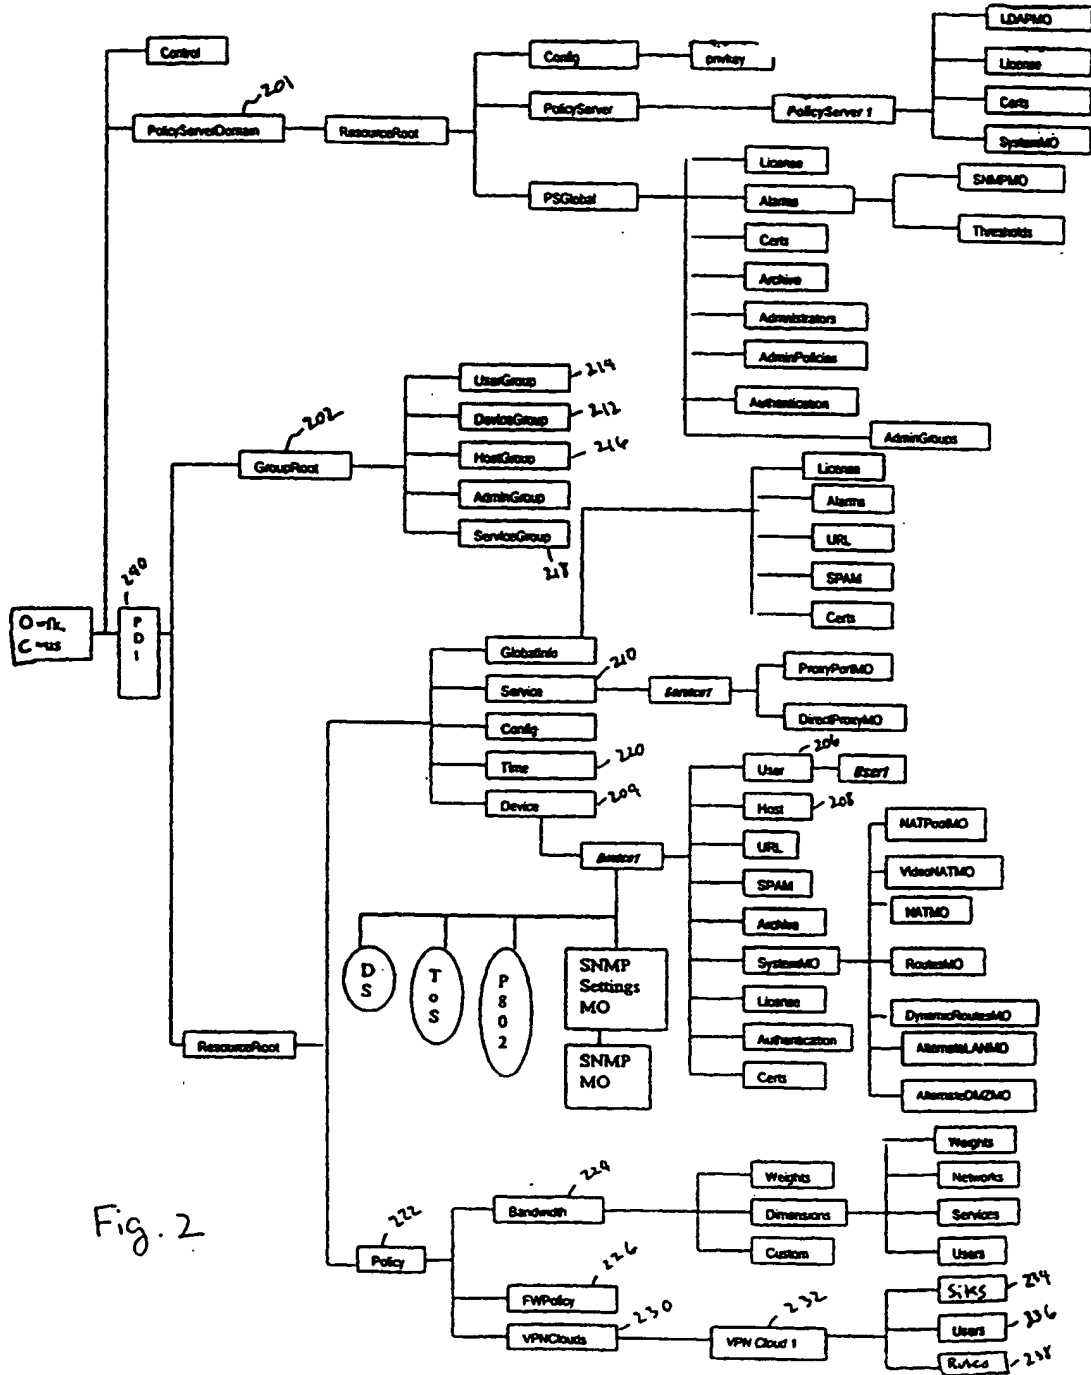 LDAPMO
Control
Config
privkey
License
201
PolicyServerDomain
ResourceRoot
PolicyServer
PolicyServer 1
Certs
SystemMO
License
PSGlobal
Alarms
SNMPMO
Thresholds
Certs
Archive
Administrators
AdminPolicies
Authentication
AdminGroups
UserGroup
214
DeviceGroup
212
202
GroupRoot
HostGroup
216
AdminGroup
ServiceGroup
218
License
Alarms
URL
SPAM
Certs
240
O=fk,
C=us
P
D
I
GlobalInfo
210
Service
Service1
ProxyPortMO
DirectProxyMO
Config
Time
220
Device
204
206
User
User1
Host
208
Device1
URL
SPAM
Archive
SystemMO
License
Authentication
Certs
NATPoolMO
VideoNATMO
NATMO
RoutesMO
DynamicRoutesMO
AlternateLANMO
AlternateDMZMO
D
S
T
o
S
P
8
0
2
SNMP
Settings
MO
SNMP
MO
ResourceRoot
Fig. 2
222
Policy
224
Bandwidth
Weights
Dimensions
Custom
Weights
Networks
Services
Users
226
FWPolicy
230
VPNClouds
232
VPN Cloud 1
Sites
234
Users
236
Rules
238